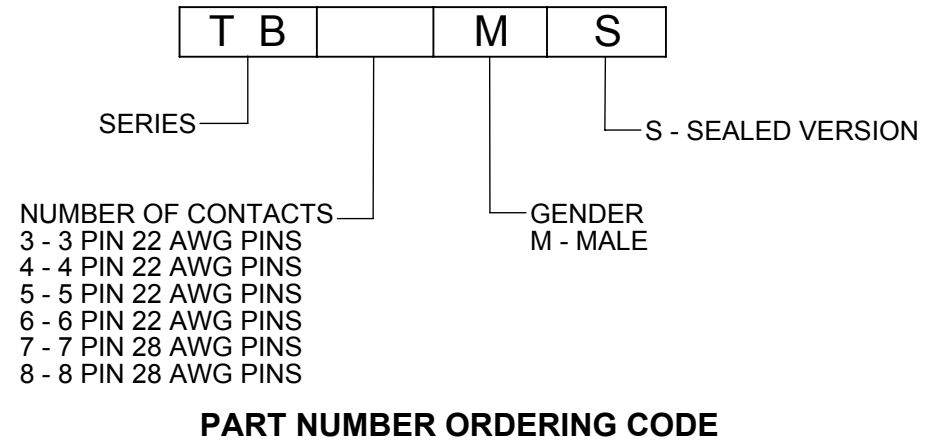 T B M S
SERIES
S - SEALED VERSION
NUMBER OF CONTACTS
3 - 3 PIN 22 AWG PINS
4 - 4 PIN 22 AWG PINS
5 - 5 PIN 22 AWG PINS
6 - 6 PIN 22 AWG PINS
7 - 7 PIN 28 AWG PINS
8 - 8 PIN 28 AWG PINS
GENDER
M - MALE
PART NUMBER ORDERING CODE